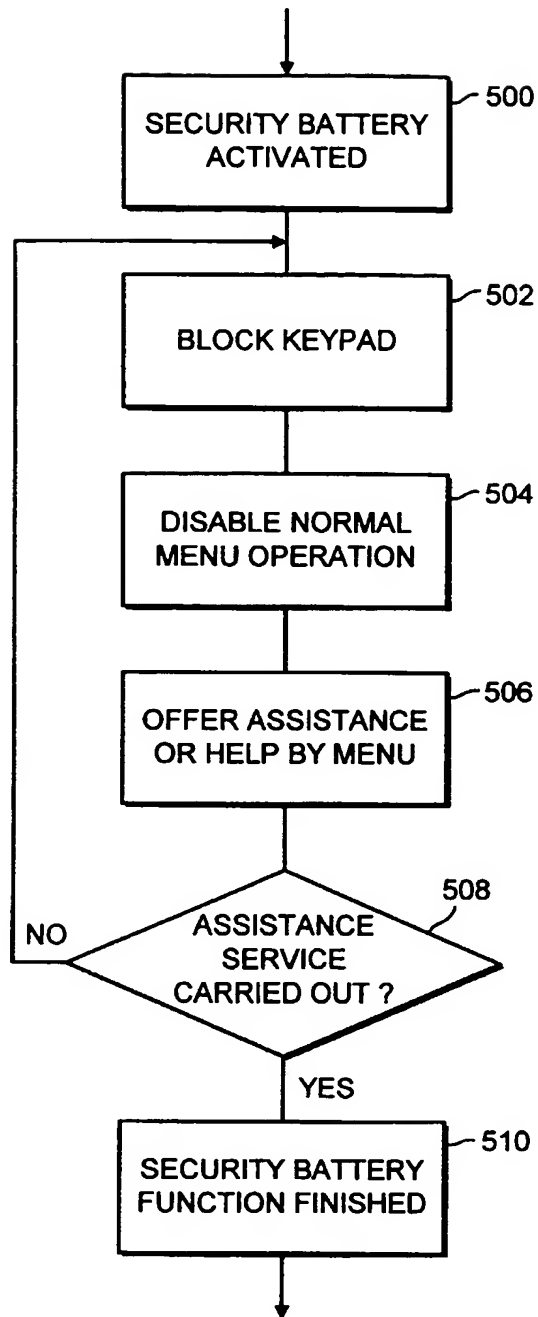 500
SECURITY BATTERY
ACTIVATED
502
BLOCK KEYPAD
504
DISABLE NORMAL
MENU OPERATION
506
OFFER ASSISTANCE
OR HELP BY MENU
508
NO
ASSISTANCE
SERVICE
CARRIED OUT ?
YES
510
SECURITY BATTERY
FUNCTION FINISHED